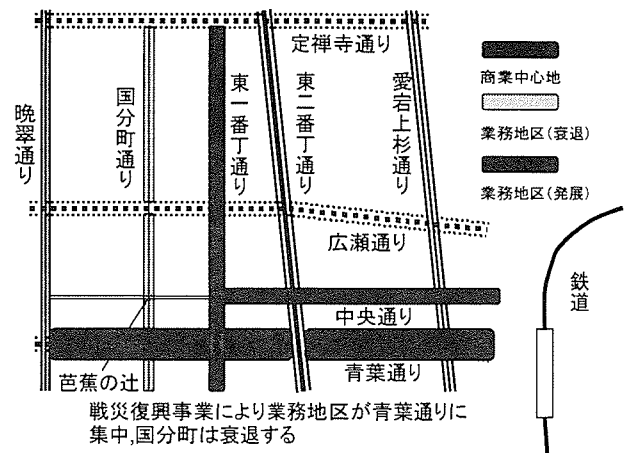 定禅寺通り
晩翠通り
国分町通り
東一番丁通り
東二番丁通り
愛宕上杉通り
広瀬通り
中央通り
青葉通り
芭蕉の辻
鉄道
商業中心地
業務地区(衰退)
業務地区(発展)
戦災復興事業により業務地区が青葉通りに
集中,国分町は衰退する